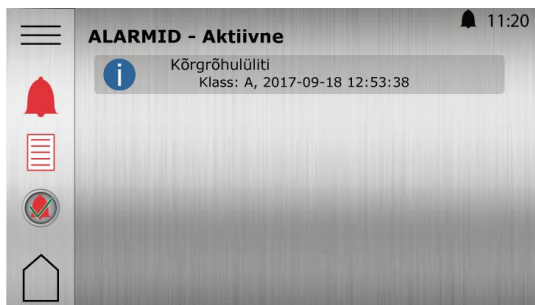 11:20
ALARMID - Aktiivne
Kõrgrõhulüliti
Klass: A, 2017-09-18 12:53:38